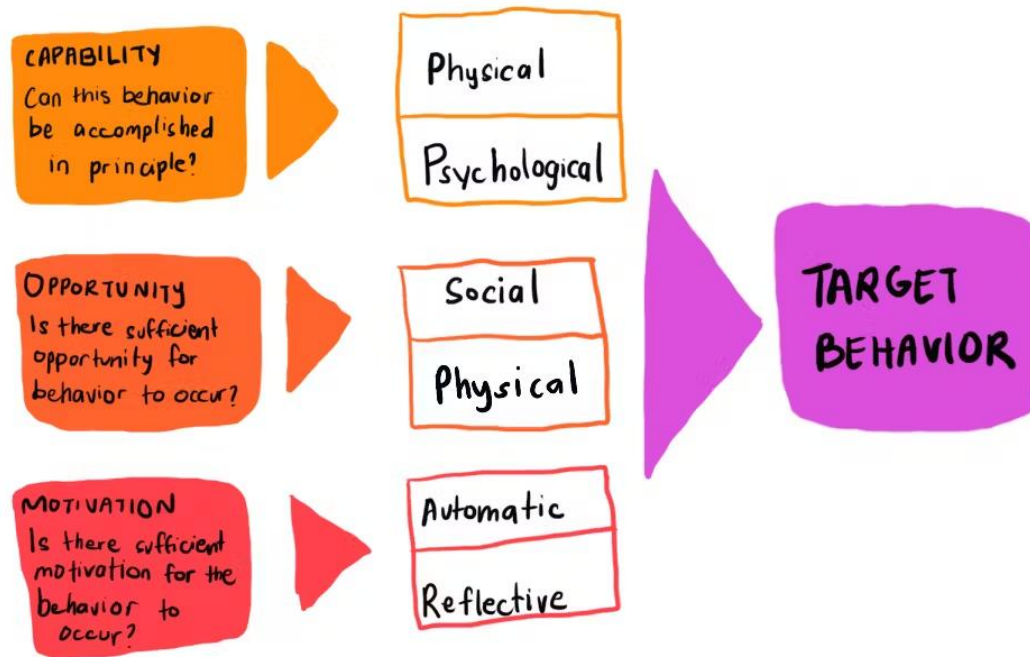 CAPABILITY
Can this behavior
be accomplished
in principle?
Physical
Psychological
OPPORTUNITY
Is there sufficient
opportunity for
behavior to occur?
Social
Physical
MOTIVATION
Is there sufficient
motivation for the
behavior to
occur?
Automatic
Reflective
TARGET
BEHAVIOR